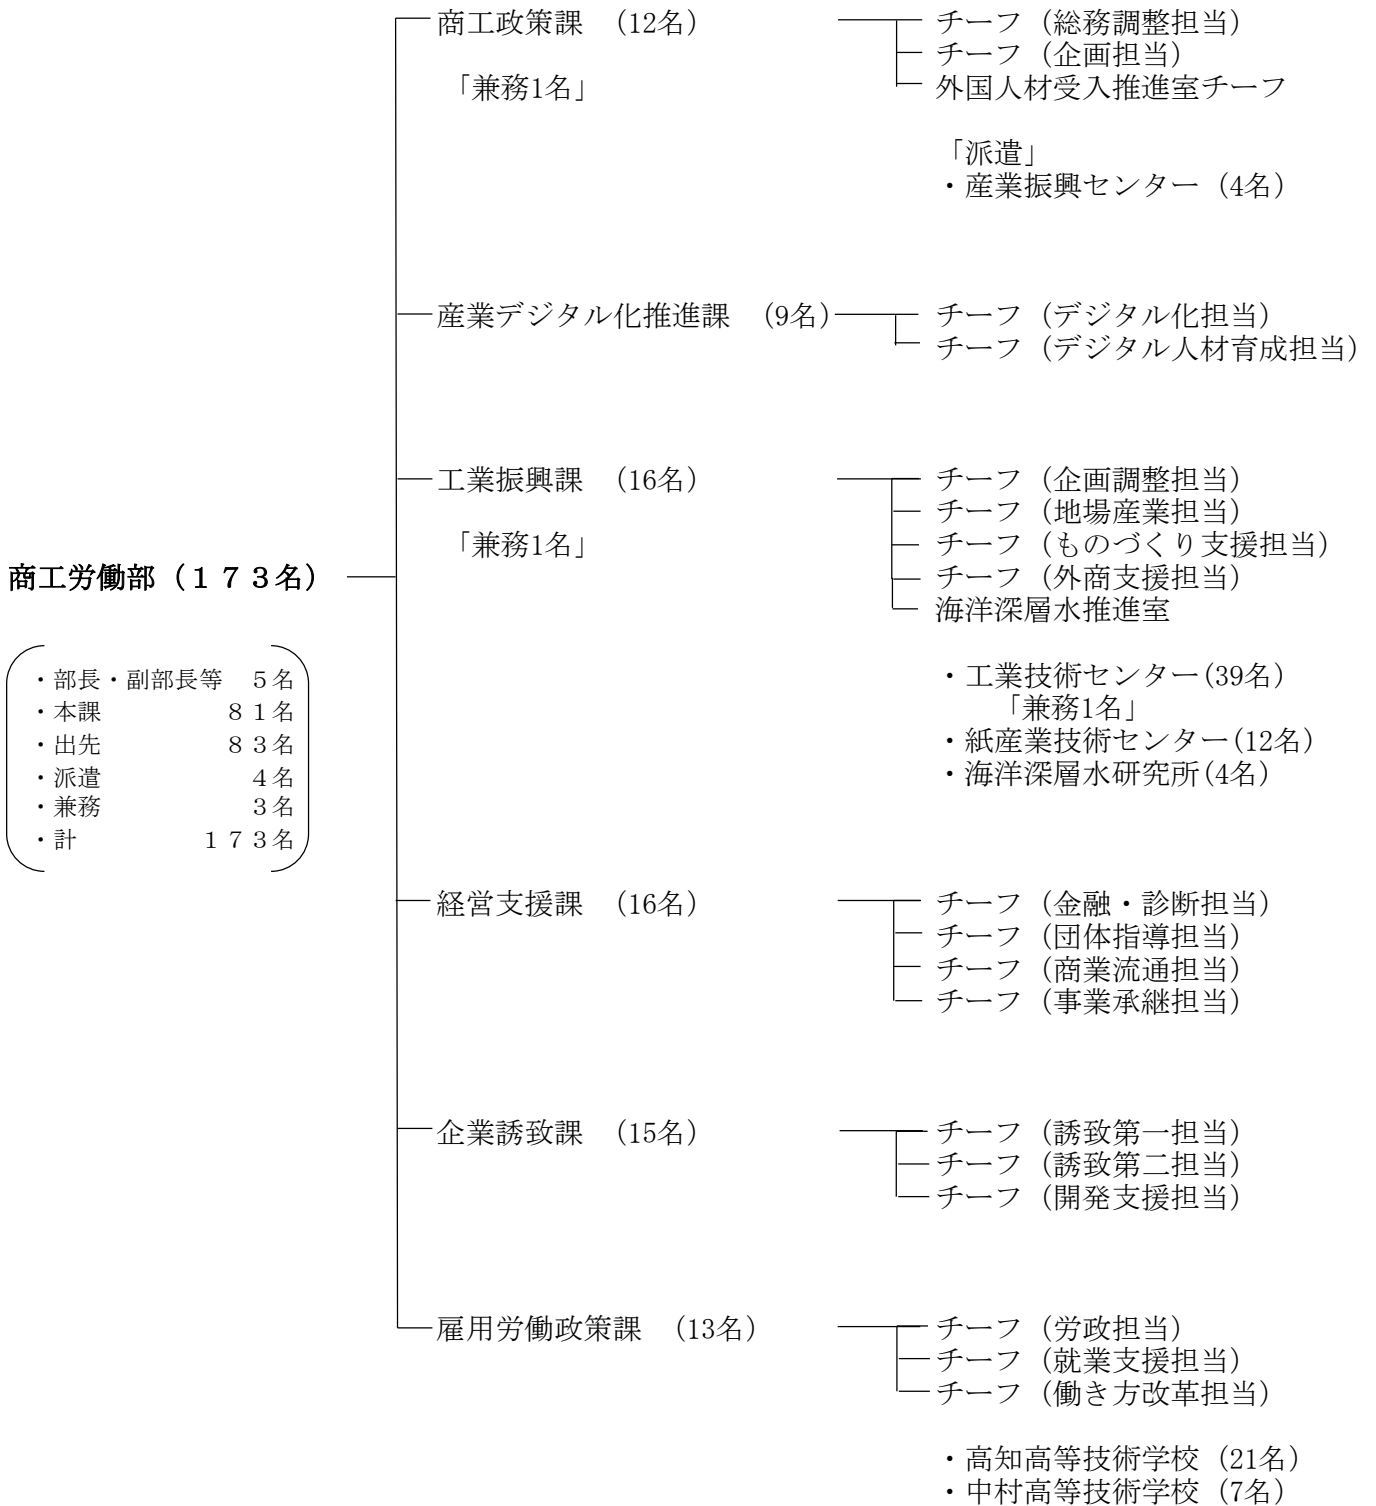 商工政策課　（12名）
「兼務1名」
チーフ（総務調整担当）
チーフ（企画担当）
外国人材受入推進室チーフ
「派遣」
・産業振興センター（4名）
産業デジタル化推進課　（9名）
チーフ（デジタル化担当）
チーフ（デジタル人材育成担当）
工業振興課　（16名）
「兼務1名」
チーフ（企画調整担当）
チーフ（地場産業担当）
チーフ（ものづくり支援担当）
チーフ（外商支援担当）
海洋深層水推進室
・工業技術センター(39名)
「兼務1名」
・紙産業技術センター(12名)
・海洋深層水研究所(4名)
商工労働部（１７３名）
・部長・副部長等　5名
・本課　８１名
・出先　８３名
・派遣　４名
・兼務　３名
・計　１７３名
経営支援課　（16名）
チーフ（金融・診断担当）
チーフ（団体指導担当）
チーフ（商業流通担当）
チーフ（事業承継担当）
企業誘致課　（15名）
チーフ（誘致第一担当）
チーフ（誘致第二担当）
チーフ（開発支援担当）
雇用労働政策課　（13名）
チーフ（労政担当）
チーフ（就業支援担当）
チーフ（働き方改革担当）
・高知高等技術学校（21名）
・中村高等技術学校（7名）